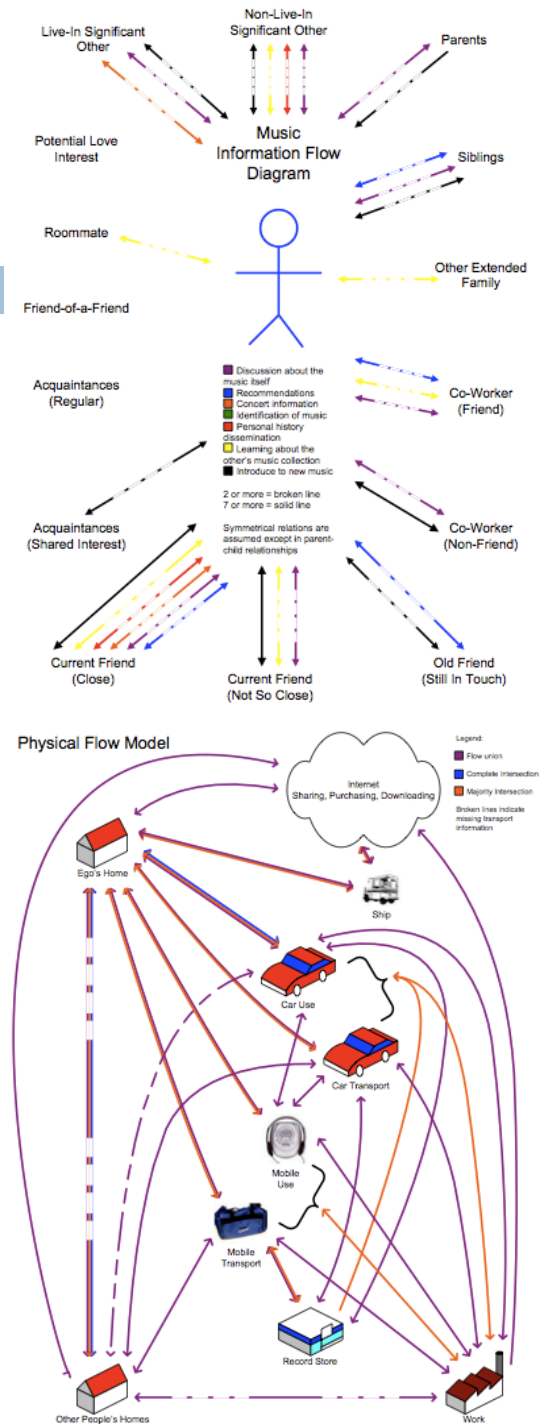 Live-In Significant
Other
Non-Live-In
Significant Other
Parents
Music
Information Flow
Diagram
Potential Love
Interest
Siblings
Roommate
Other Extended
Family
Friend-of-a-Friend
Acquaintances
(Regular)
Discussion about the
music itself
Recommendations
Concert information
Identification of music
Personal history
dissemination
Learning about the
other's music collection
Introduce to new music
2 or more = broken line
7 or more = solid line
Symmetrical relations are
assumed except in parent-
child relationships
Co-Worker
(Friend)
Acquaintances
(Shared Interest)
Co-Worker
(Non-Friend)
Current Friend
(Close)
Current Friend
(Not So Close)
Old Friend
(Still In Touch)
Physical Flow Model
Legend:
Flow union
Complete Intersection
Majority Intersection
Broken lines indicate
missing transport
information
Internet
Sharing, Purchasing, Downloading
Ego's Home
Ship
Car Use
Car Transport
Mobile
Use
Mobile
Transport
Record Store
Other People's Homes
Work